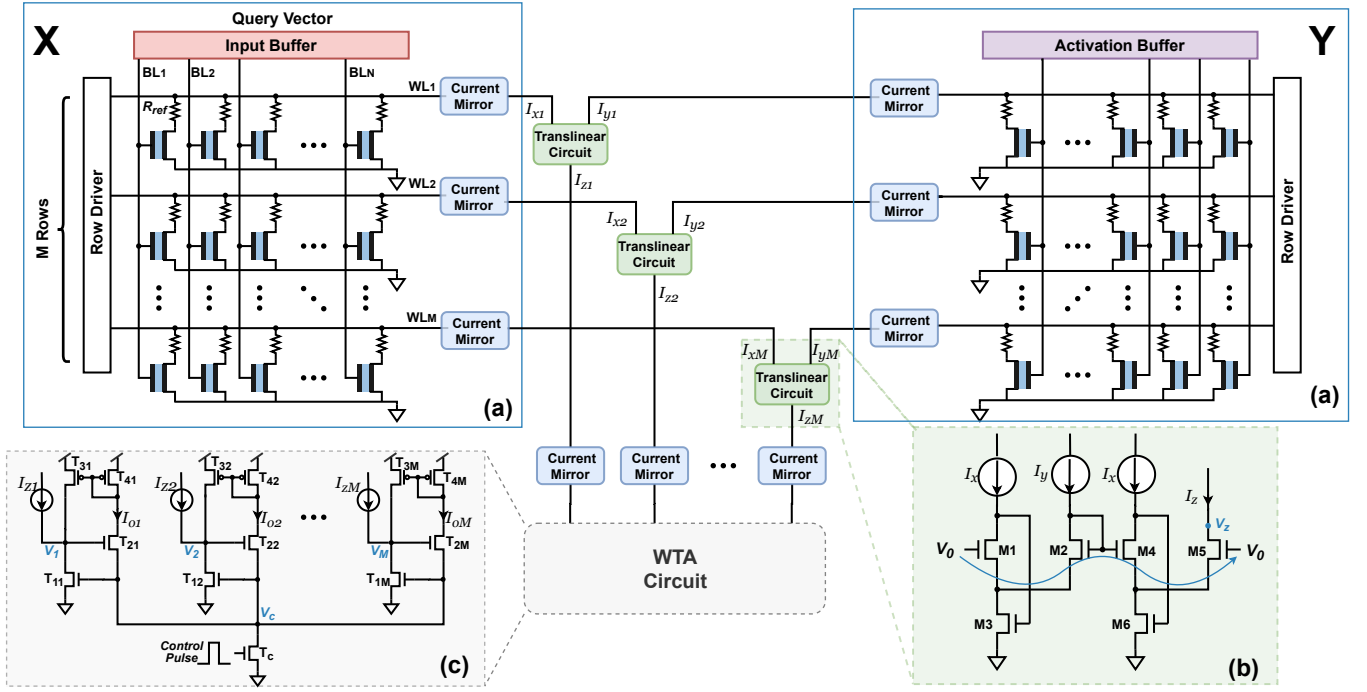 X
Query Vector
Input Buffer
BL1
BL2
BLN
Row Driver
M Rows
Rref
WL1
WL2
WLM
Current
Mirror
Current
Mirror
Current
Mirror
(a)
Ix1
Iy1
Translinear
Circuit
Iz1
Ix2
Iy2
Translinear
Circuit
Iz2
IxM
IyM
Translinear
Circuit
IzM
Y
Activation Buffer
Current
Mirror
Current
Mirror
Current
Mirror
Row Driver
(a)
Current
Mirror
Current
Mirror
Current
Mirror
WTA
Circuit
T31
T41
IZ1
Io1
V1
T21
T11
T32
T42
IZ2
Io2
V2
T22
T12
T3M
T4M
IzM
IoM
VM
T2M
T1M
Vc
Control
Pulse
Tc
(c)
Ix
Iy
Ix
Iz
Vz
V0
M1
M2
M4
M5
V0
M3
M6
(b)